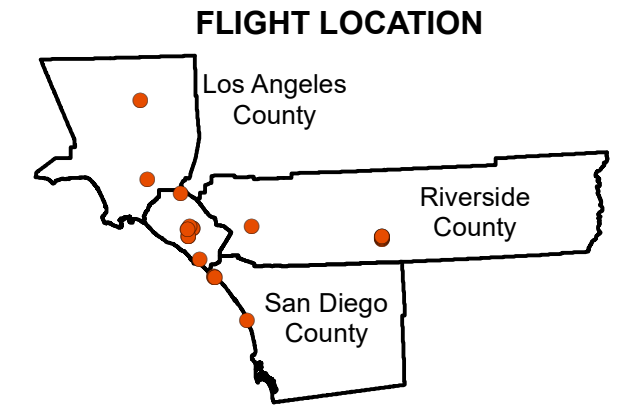 FLIGHT LOCATION
Los Angeles
County
Riverside
County
San Diego
County